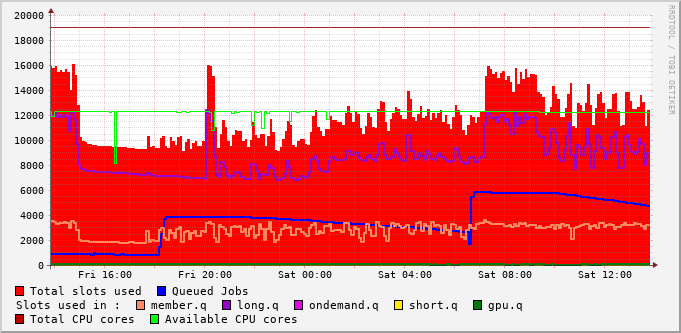 20000
18000
16000
14000
12000
10000
8000
6000
4000
2000
0
Fri 16:00 Fri 20:00 Sat 00:00 Sat 04:00 Sat 08:00 Sat 12:00
RRDTOOL / TOBI OETIKER
Total slots used Queued Jobs
Slots used in : member.q long.q ondemand.q short.q gpu.q
Total CPU cores Available CPU cores